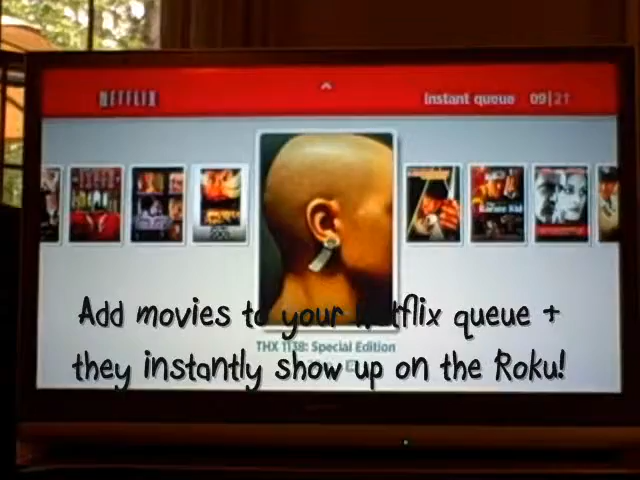 NETFLIX
Instant queue 09|21
Add movies to your Netflix queue +
THX 1138: Special Edition
they instantly show up on the Roku!